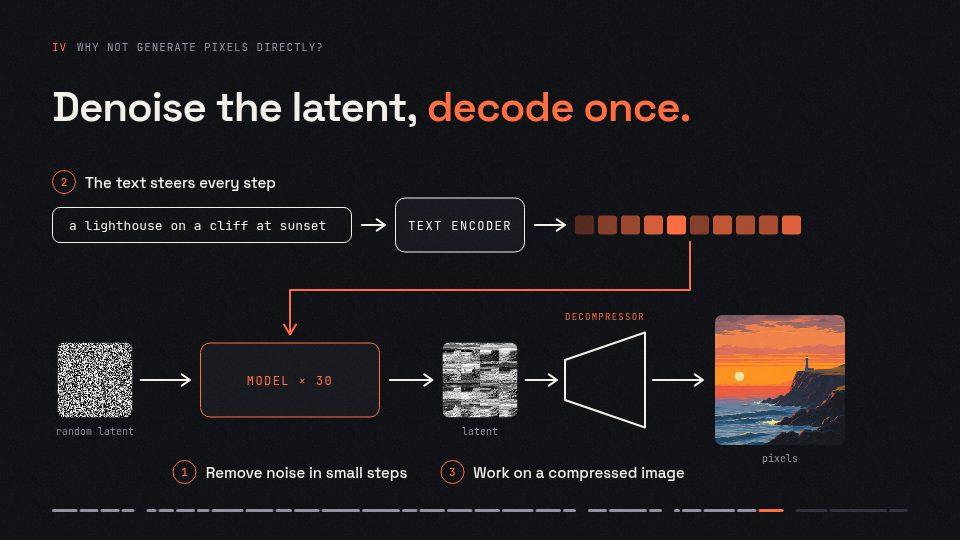 IV WHY NOT GENERATE PIXELS DIRECTLY?
Denoise the latent, decode once.
2 The text steers every step
a lighthouse on a cliff at sunset
TEXT ENCODER
DECOMPRESSOR
MODEL × 30
random latent
latent
pixels
1 Remove noise in small steps
3 Work on a compressed image